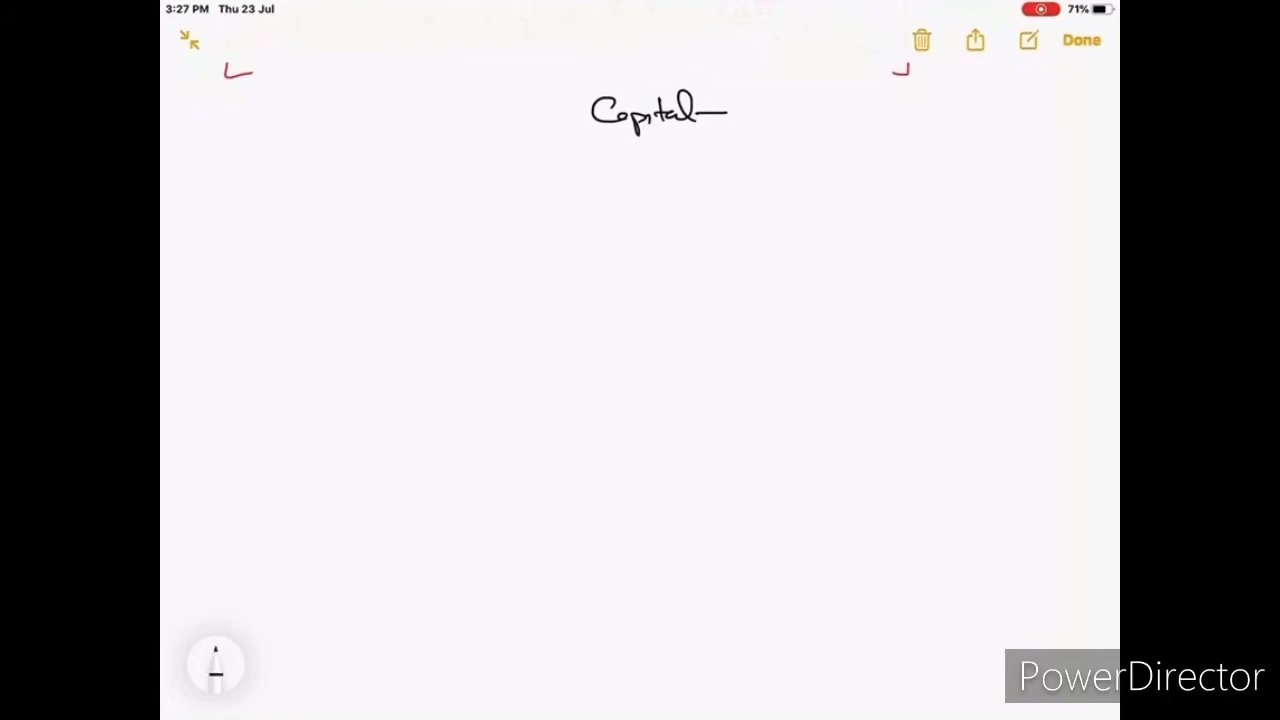 3:27 PM Thu 23 Jul
71%
Done
Capital—
PowerDirector